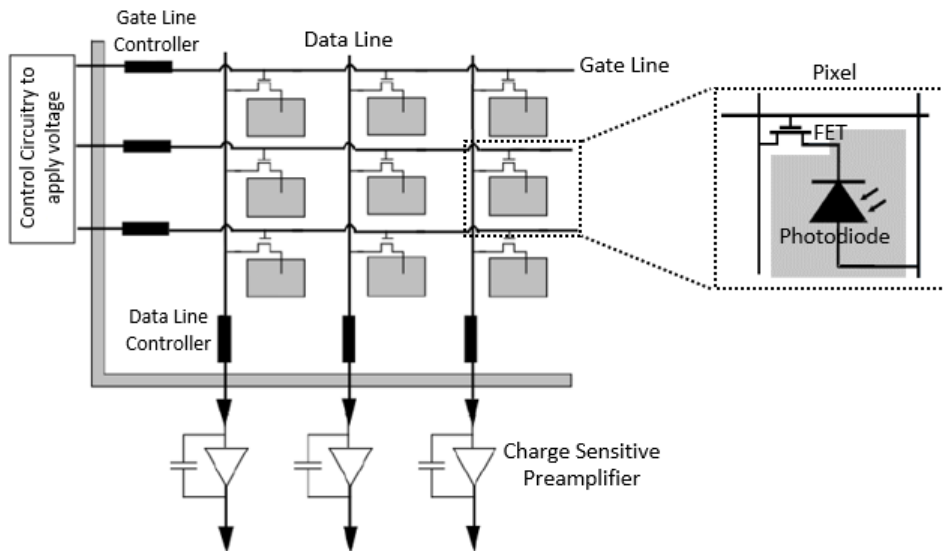 Gate Line
Controller
Data Line
Gate Line
Control Circuitry to
apply voltage
Pixel
FET
Photodiode
Data Line
Controller
Charge Sensitive
Preamplifier